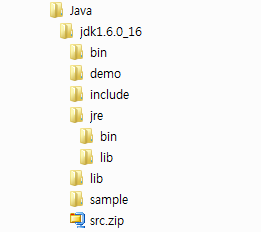 Java
jdk1.6.0_16
bin
demo
include
jre
bin
lib
lib
sample
src.zip